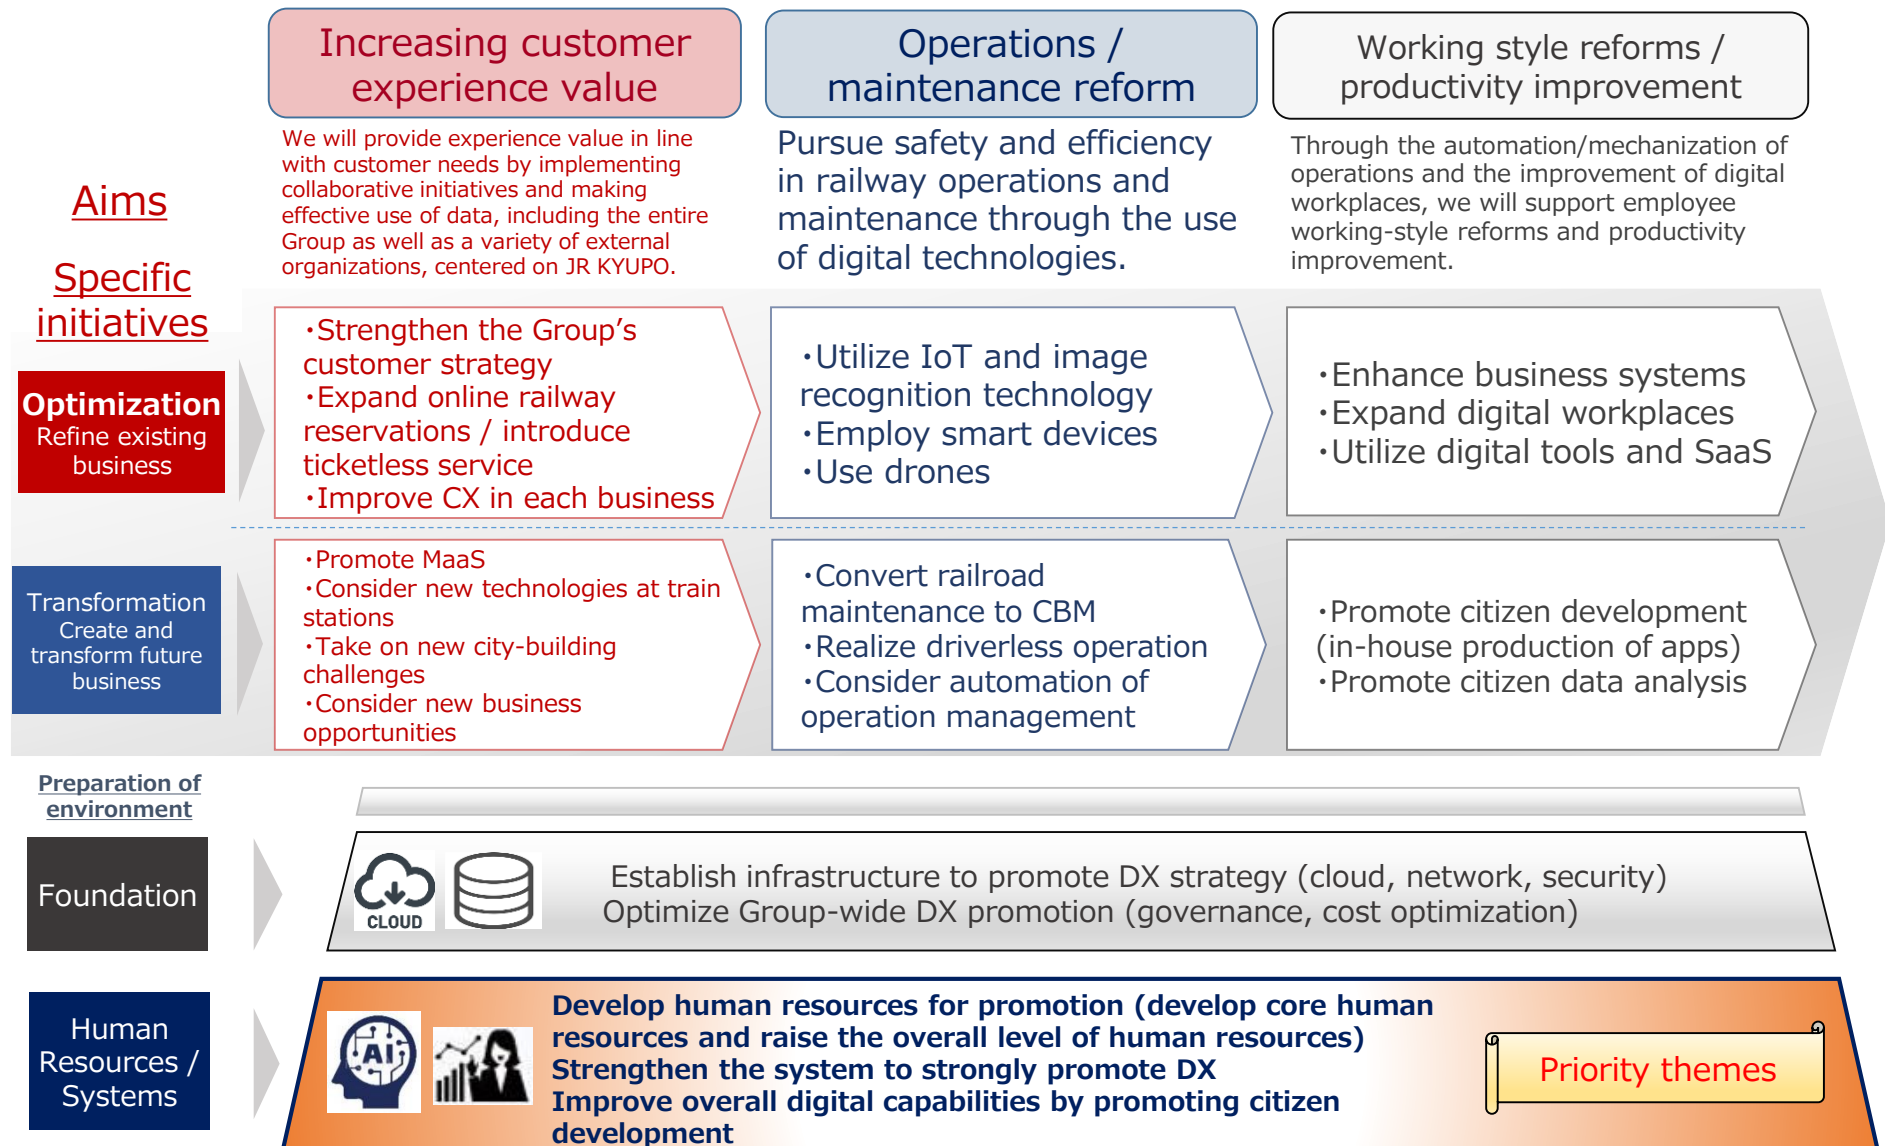 Increasing customer
experience value
Operations /
maintenance reform
Working style reforms /
productivity improvement
Aims
We will provide experience value in line
with customer needs by implementing
collaborative initiatives and making
effective use of data, including the entire
Group as well as a variety of external
organizations, centered on JR KYUPO.
Pursue safety and efficiency
in railway operations and
maintenance through the use
of digital technologies.
Through the automation/mechanization of
operations and the improvement of digital
workplaces, we will support employee
working-style reforms and productivity
improvement.
Specific
initiatives
Optimization
Refine existing
business
・Strengthen the Group’s
customer strategy
・Expand online railway
reservations / introduce
ticketless service
・Improve CX in each business
・Utilize IoT and image
recognition technology
・Employ smart devices
・Use drones
・Enhance business systems
・Expand digital workplaces
・Utilize digital tools and SaaS
Transformation
Create and
transform future
business
・Promote MaaS
・Consider new technologies at train
stations
・Take on new city-building
challenges
・Consider new business
opportunities
・Convert railroad
maintenance to CBM
・Realize driverless operation
・Consider automation of
operation management
・Promote citizen development
(in-house production of apps)
・Promote citizen data analysis
Preparation of
environment
Foundation
CLOUD
Establish infrastructure to promote DX strategy (cloud, network, security)
Optimize Group-wide DX promotion (governance, cost optimization)
Human
Resources /
Systems
AI
Develop human resources for promotion (develop core human
resources and raise the overall level of human resources)
Strengthen the system to strongly promote DX
Improve overall digital capabilities by promoting citizen
development
Priority themes